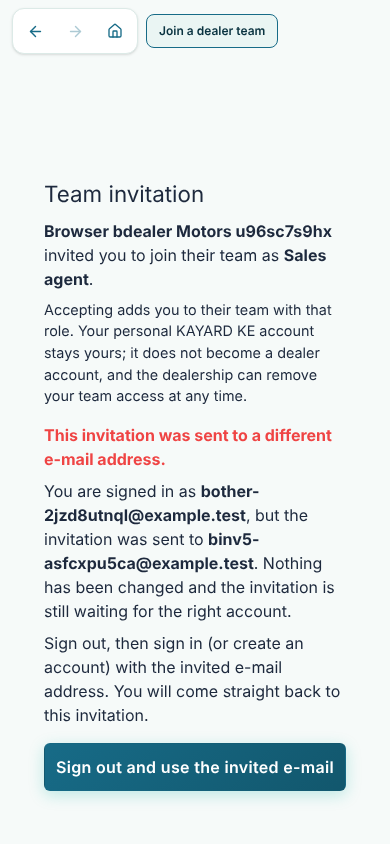 Join a dealer team
Team invitation
Browser bdealer Motors u96sc7s9hx
invited you to join their team as Sales
agent.
Accepting adds you to their team with that
role. Your personal KAYARD KE account
stays yours; it does not become a dealer
account, and the dealership can remove
your team access at any time.
This invitation was sent to a different
e-mail address.
You are signed in as bother-
2jzd8utnql@example.test, but the
invitation was sent to binv5-
asfcxpu5ca@example.test. Nothing
has been changed and the invitation is
still waiting for the right account.
Sign out, then sign in (or create an
account) with the invited e-mail
address. You will come straight back to
this invitation.
Sign out and use the invited e-mail